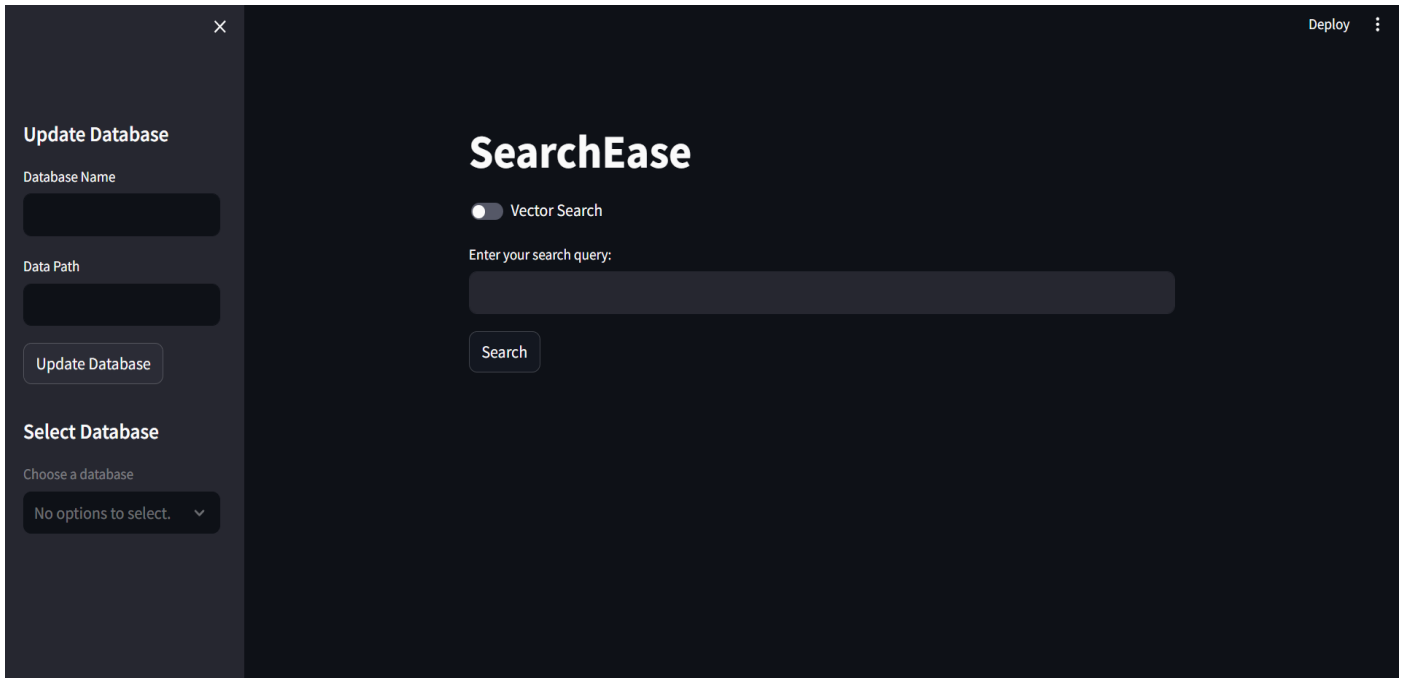 Deploy
Update Database
Database Name
Data Path
Update Database
Select Database
Choose a database
No options to select.
SearchEase
Vector Search
Enter your search query:
Search